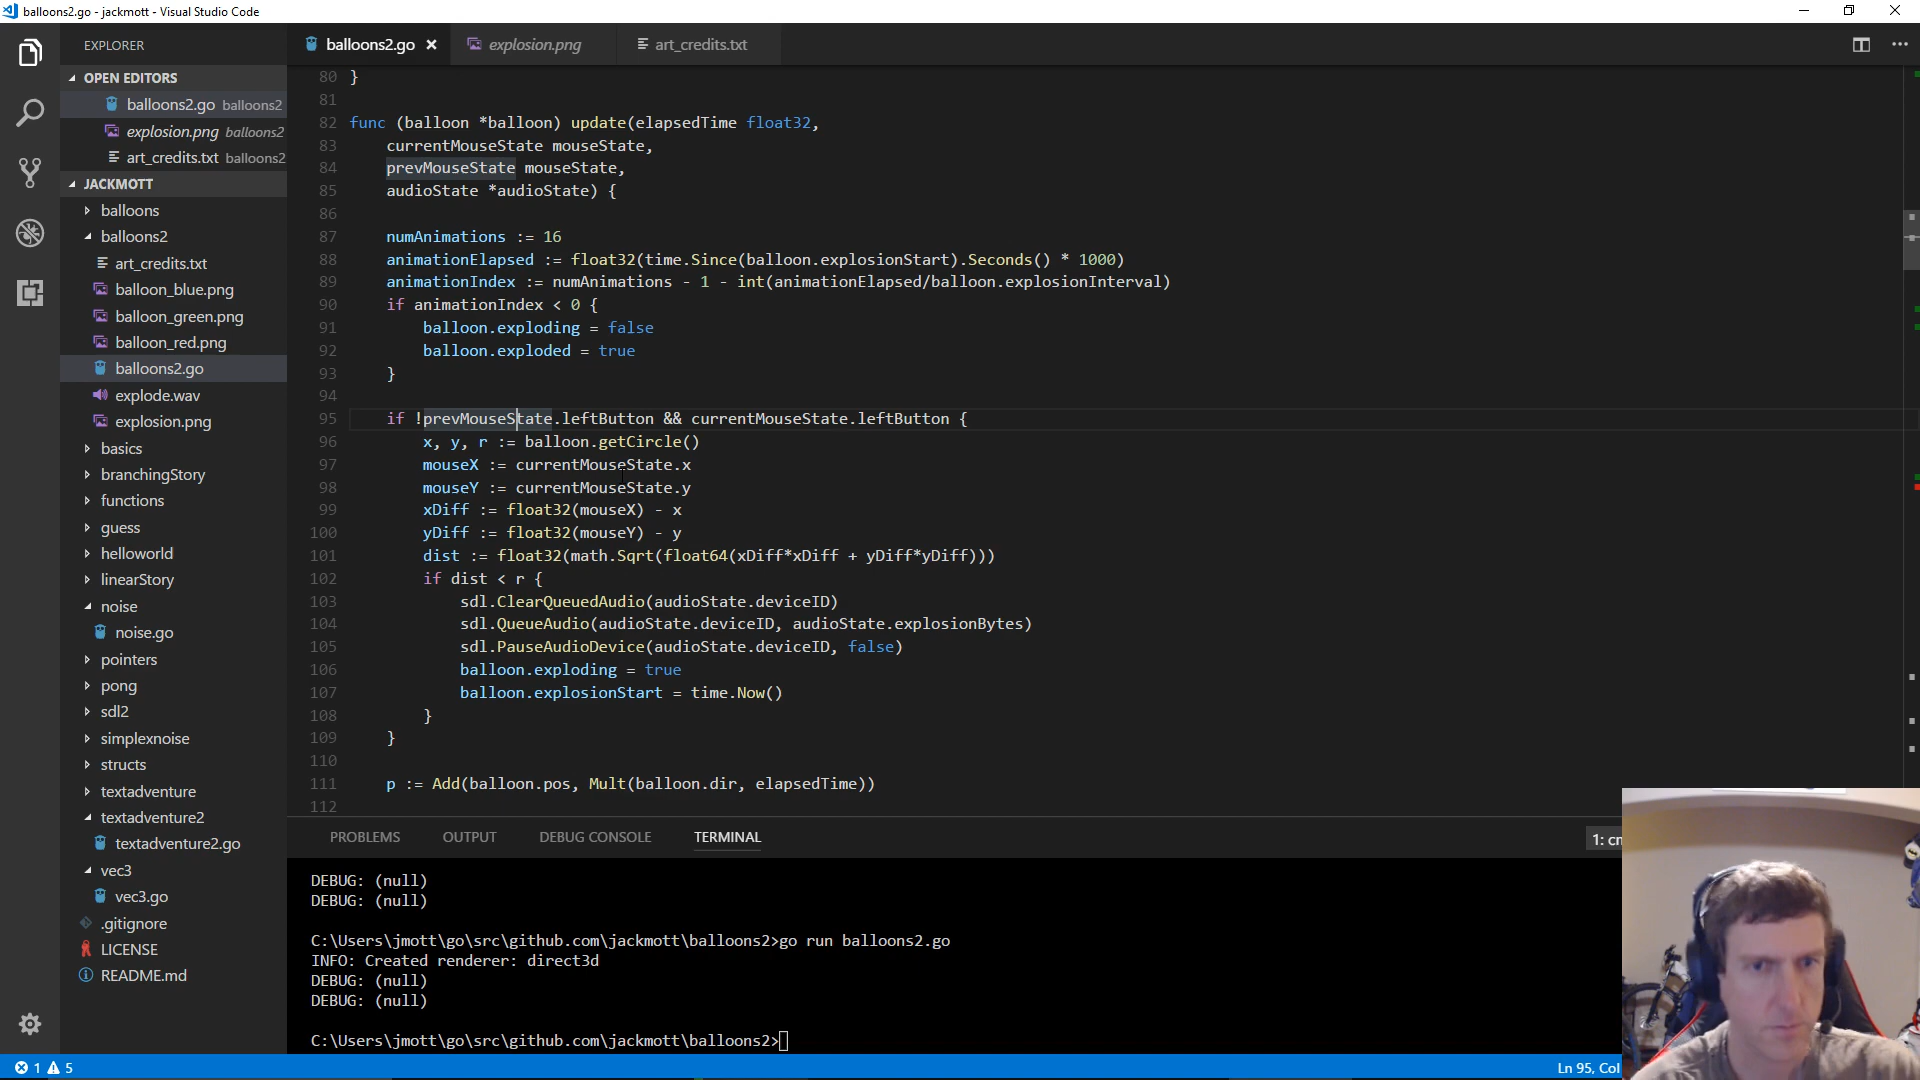 balloons2.go - jackmott - Visual Studio Code
EXPLORER
OPEN EDITORS
balloons2.go balloons2
explosion.png balloons2
art_credits.txt balloons2
JACKMOTT
balloons
balloons2
art_credits.txt
balloon_blue.png
balloon_green.png
balloon_red.png
balloons2.go
explode.wav
explosion.png
basics
branchingStory
functions
guess
helloworld
linearStory
noise
noise.go
pointers
pong
sdl2
simplexnoise
structs
textadventure
textadventure2
textadventure2.go
vec3
vec3.go
.gitignore
LICENSE
README.md
balloons2.go
explosion.png
art_credits.txt
80 }
81
82 func (balloon *balloon) update(elapsedTime float32,
83 currentMouseState mouseState,
84 prevMouseState mouseState,
85 audioState *audioState) {
86
87 numAnimations := 16
88 animationElapsed := float32(time.Since(balloon.explosionStart).Seconds() * 1000)
89 animationIndex := numAnimations - 1 - int(animationElapsed/balloon.explosionInterval)
90 if animationIndex < 0 {
91 balloon.exploding = false
92 balloon.exploded = true
93 }
94
95 if !prevMouseState.leftButton && currentMouseState.leftButton {
96 x, y, r := balloon.getCircle()
97 mouseX := currentMouseState.x
98 mouseY := currentMouseState.y
99 xDiff := float32(mouseX) - x
100 yDiff := float32(mouseY) - y
101 dist := float32(math.Sqrt(float64(xDiff*xDiff + yDiff*yDiff)))
102 if dist < r {
103 sdl.ClearQueuedAudio(audioState.deviceID)
104 sdl.QueueAudio(audioState.deviceID, audioState.explosionBytes)
105 sdl.PauseAudioDevice(audioState.deviceID, false)
106 balloon.exploding = true
107 balloon.explosionStart = time.Now()
108 }
109 }
110
111 p := Add(balloon.pos, Mult(balloon.dir, elapsedTime))
112
PROBLEMS OUTPUT DEBUG CONSOLE TERMINAL 1: cm
DEBUG: (null)
DEBUG: (null)
C:\Users\jmott\go\src\github.com\jackmott\balloons2>go run balloons2.go
INFO: Created renderer: direct3d
DEBUG: (null)
DEBUG: (null)
C:\Users\jmott\go\src\github.com\jackmott\balloons2>
1 5
Ln 95, Col